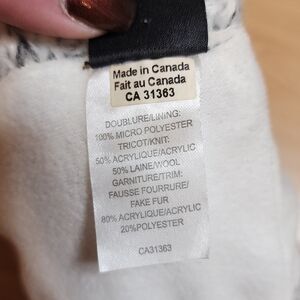 Made in Canada
Fait au Canada
CA 31363
DOUBLURE/LINING:
100% MICRO POLYESTER
TRICOT/KNIT:
50% ACRYLIQUE/ACRYLIC
50% LAINE/WOOL
GARNITURE/TRIM:
FAUSSE FOURRURE/
FAKE FUR
80% ACRYLIQUE/ACRYLIC
20%POLYESTER
CA31363